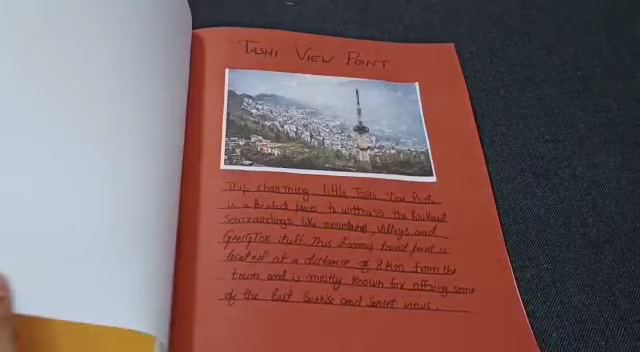 TASHI VIEW POINT
This charming little Tashi View Point
is a Perfect place to witness the brilliant
sourroundings like mountains, Valleys and
GANGTOK itself. This famous tourist point is
located at a distance of 8 km from the
town and is mostly known for offering some
of the best Sunrise and Sunset views.